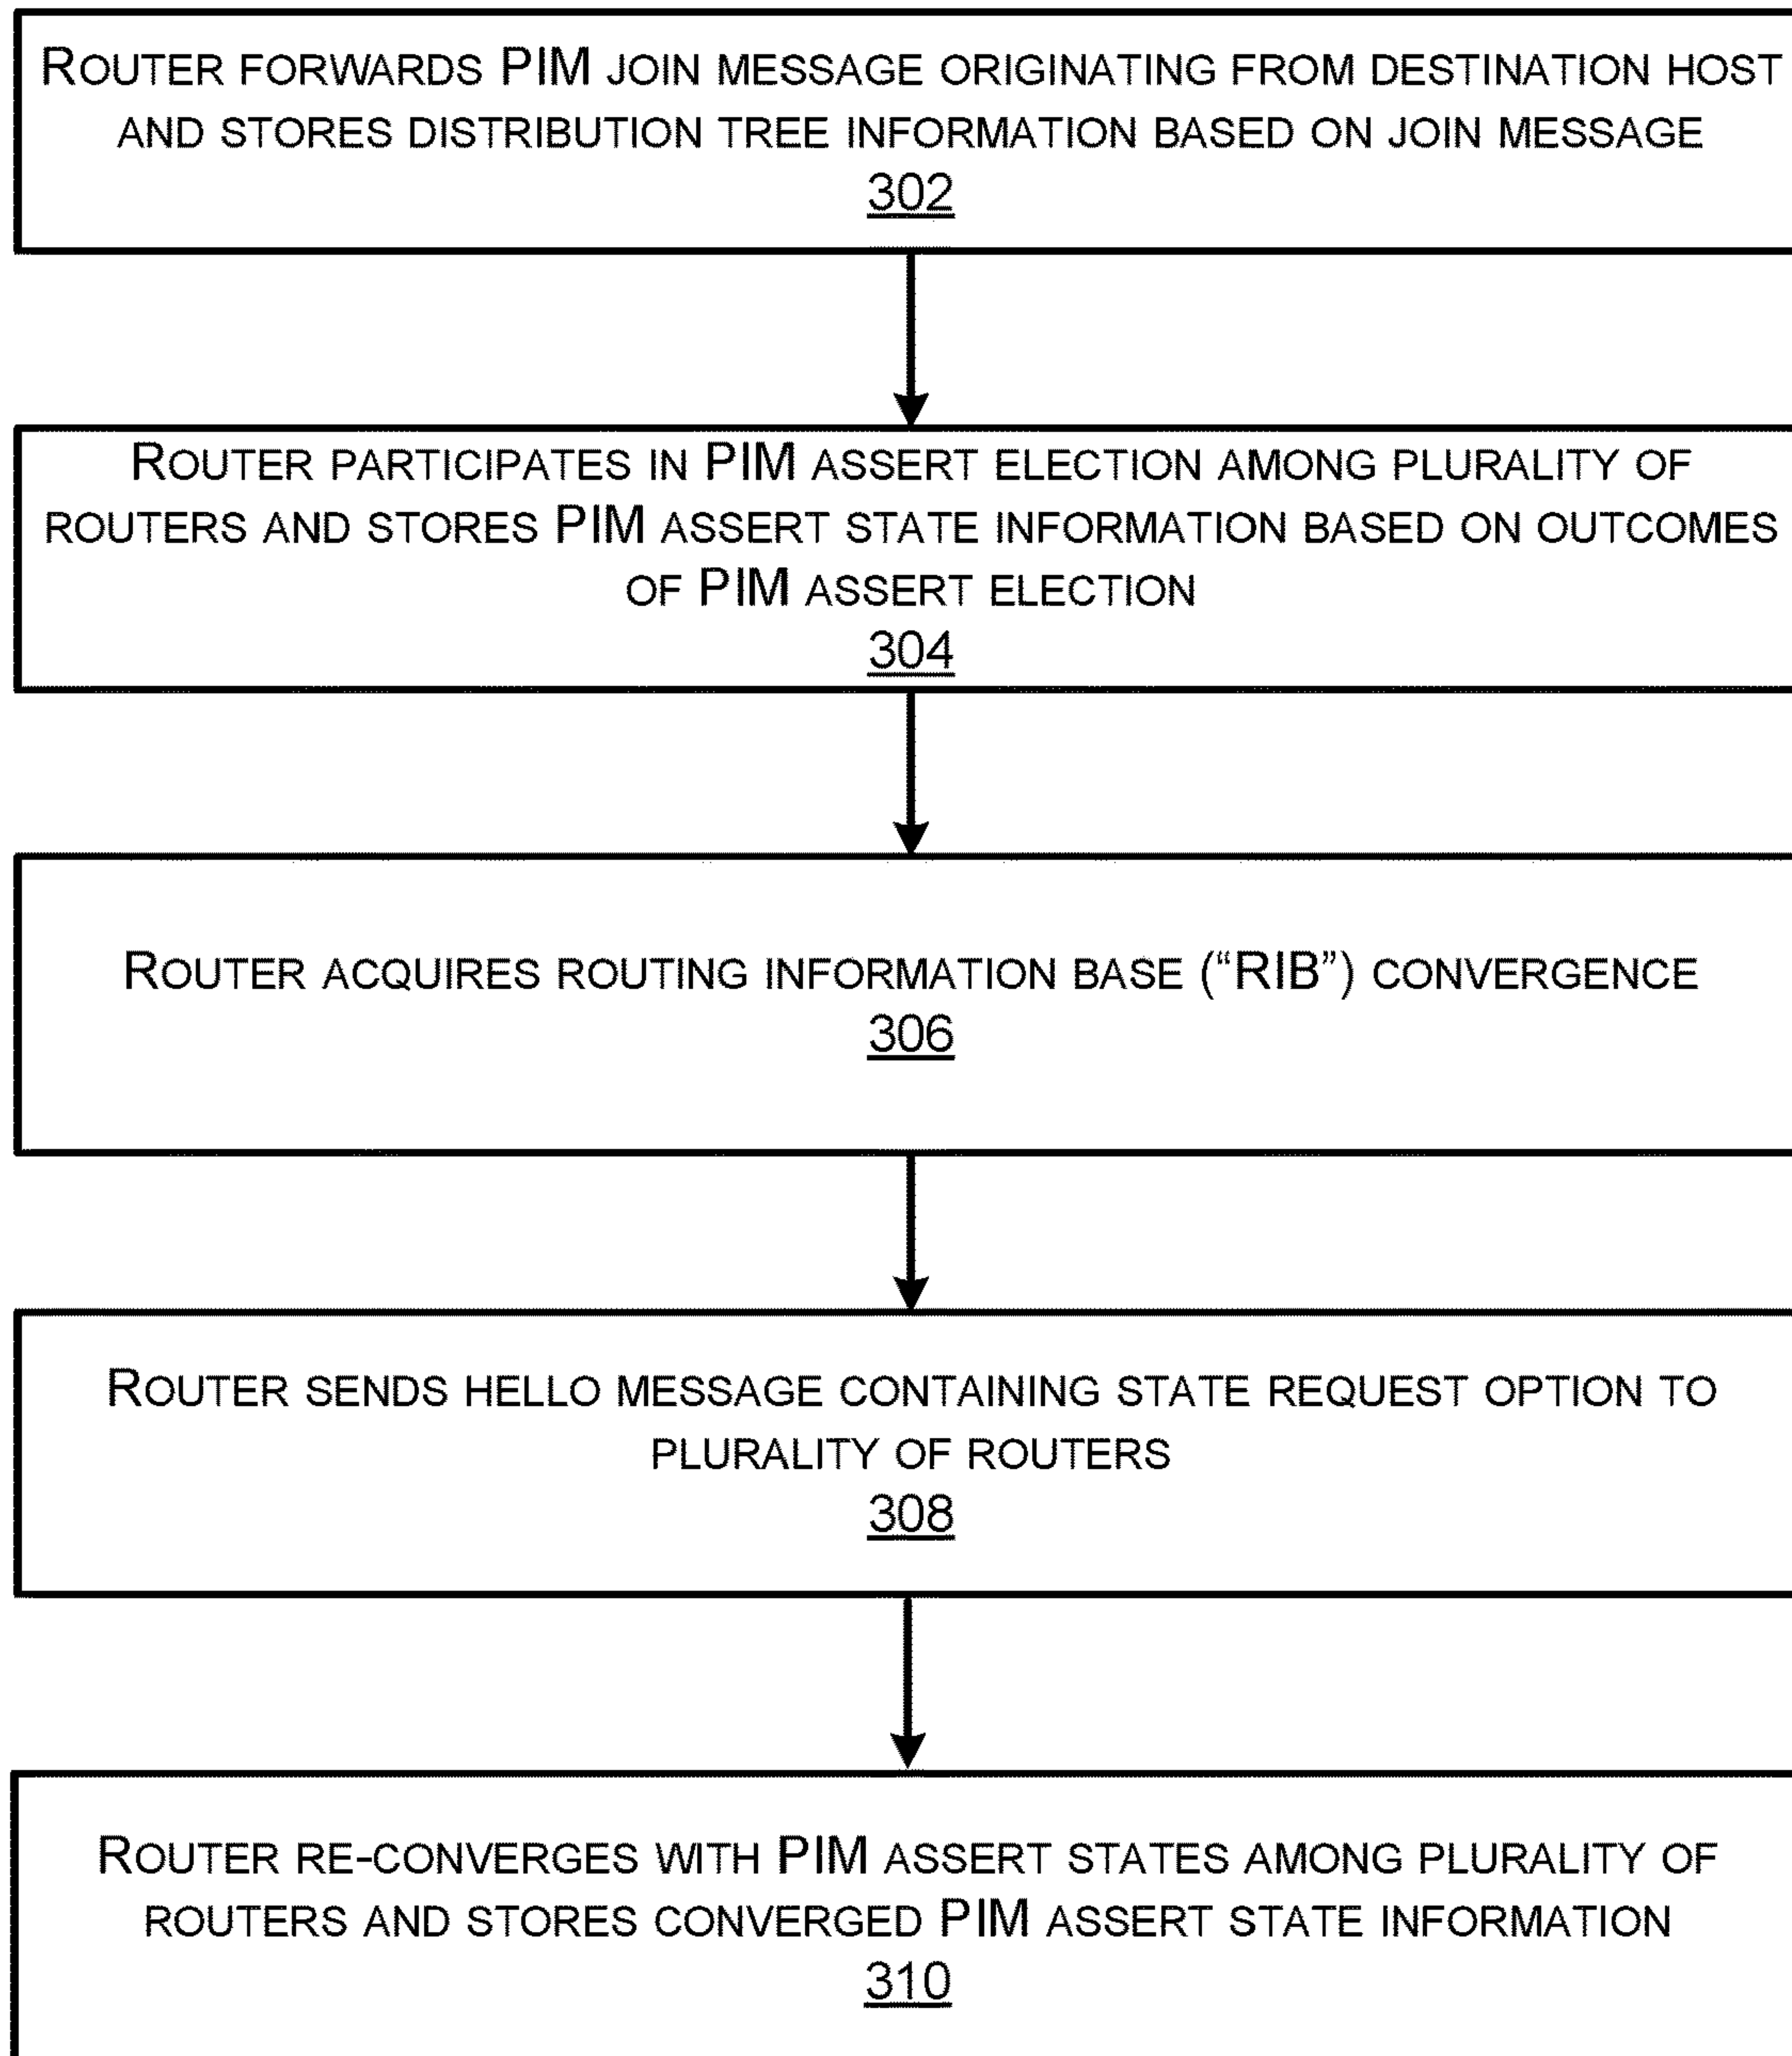 ROUTER FORWARDS PIM JOIN MESSAGE ORIGINATING FROM DESTINATION HOST
AND STORES DISTRIBUTION TREE INFORMATION BASED ON JOIN MESSAGE
302
ROUTER PARTICIPATES IN PIM ASSERT ELECTION AMONG PLURALITY OF
ROUTERS AND STORES PIM ASSERT STATE INFORMATION BASED ON OUTCOMES
OF PIM ASSERT ELECTION
304
ROUTER ACQUIRES ROUTING INFORMATION BASE (“RIB”) CONVERGENCE
306
ROUTER SENDS HELLO MESSAGE CONTAINING STATE REQUEST OPTION TO
PLURALITY OF ROUTERS
308
ROUTER RE-CONVERGES WITH PIM ASSERT STATES AMONG PLURALITY OF
ROUTERS AND STORES CONVERGED PIM ASSERT STATE INFORMATION
310